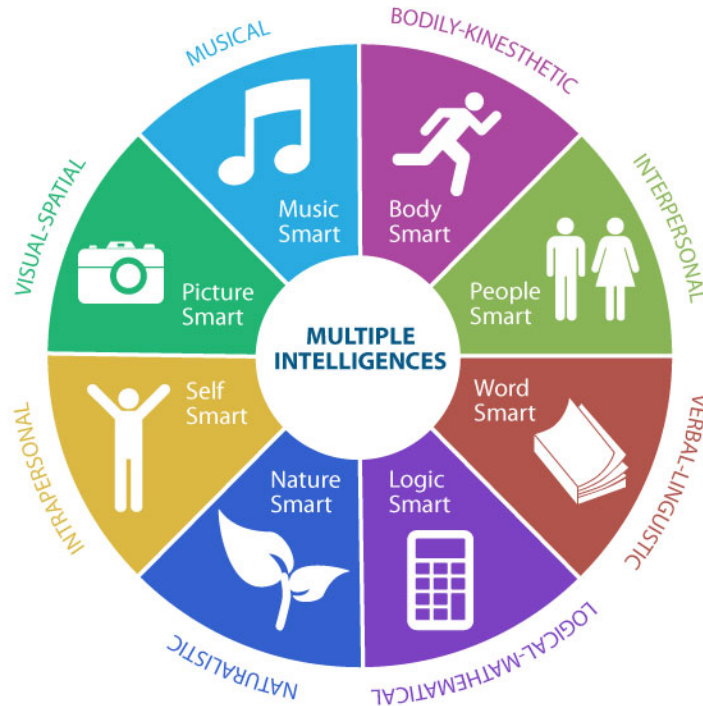 MUSICAL
BODILY-KINESTHETIC
VISUAL-SPATIAL
INTERPERSONAL
Music
Smart
Body
Smart
Picture
Smart
People
Smart
MULTIPLE
INTELLIGENCES
Self
Smart
Word
Smart
Nature
Smart
Logic
Smart
INTRAPERSONAL
VERBAL-LINGUISTIC
NATURALISTIC
LOGICAL-MATHEMATICAL